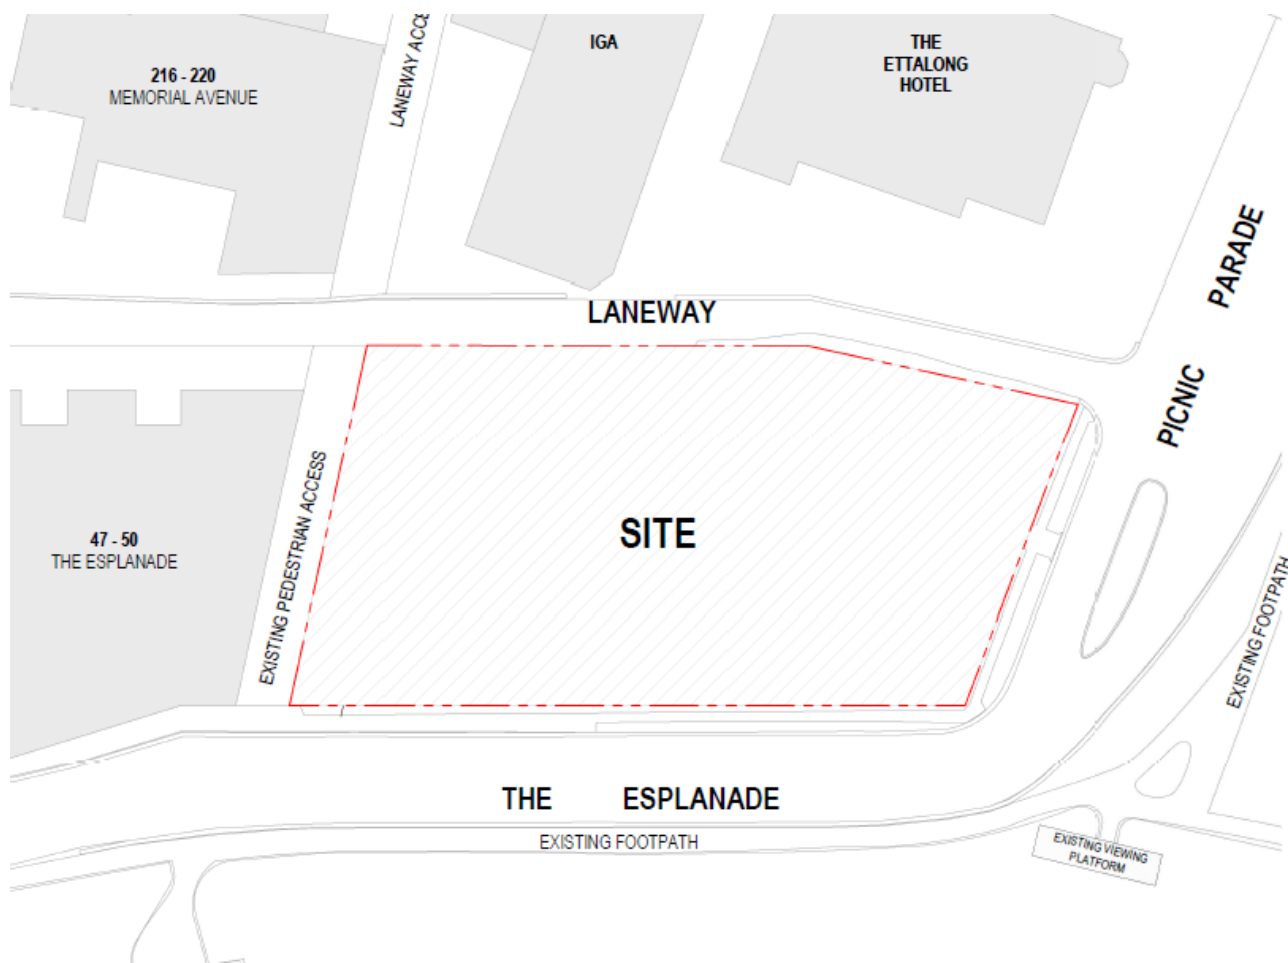 216 - 220
MEMORIAL AVENUE
LANEWAY
IGA
THE
ETTALONG
HOTEL
PICNIC PARADE
LANEWAY
EXISTING PEDESTRIAN ACCESS
SITE
47 - 50
THE ESPLANADE
EXISTING FOOTPATH
THE ESPLANADE
EXISTING FOOTPATH
EXISTING VIEWING
PLATFORM